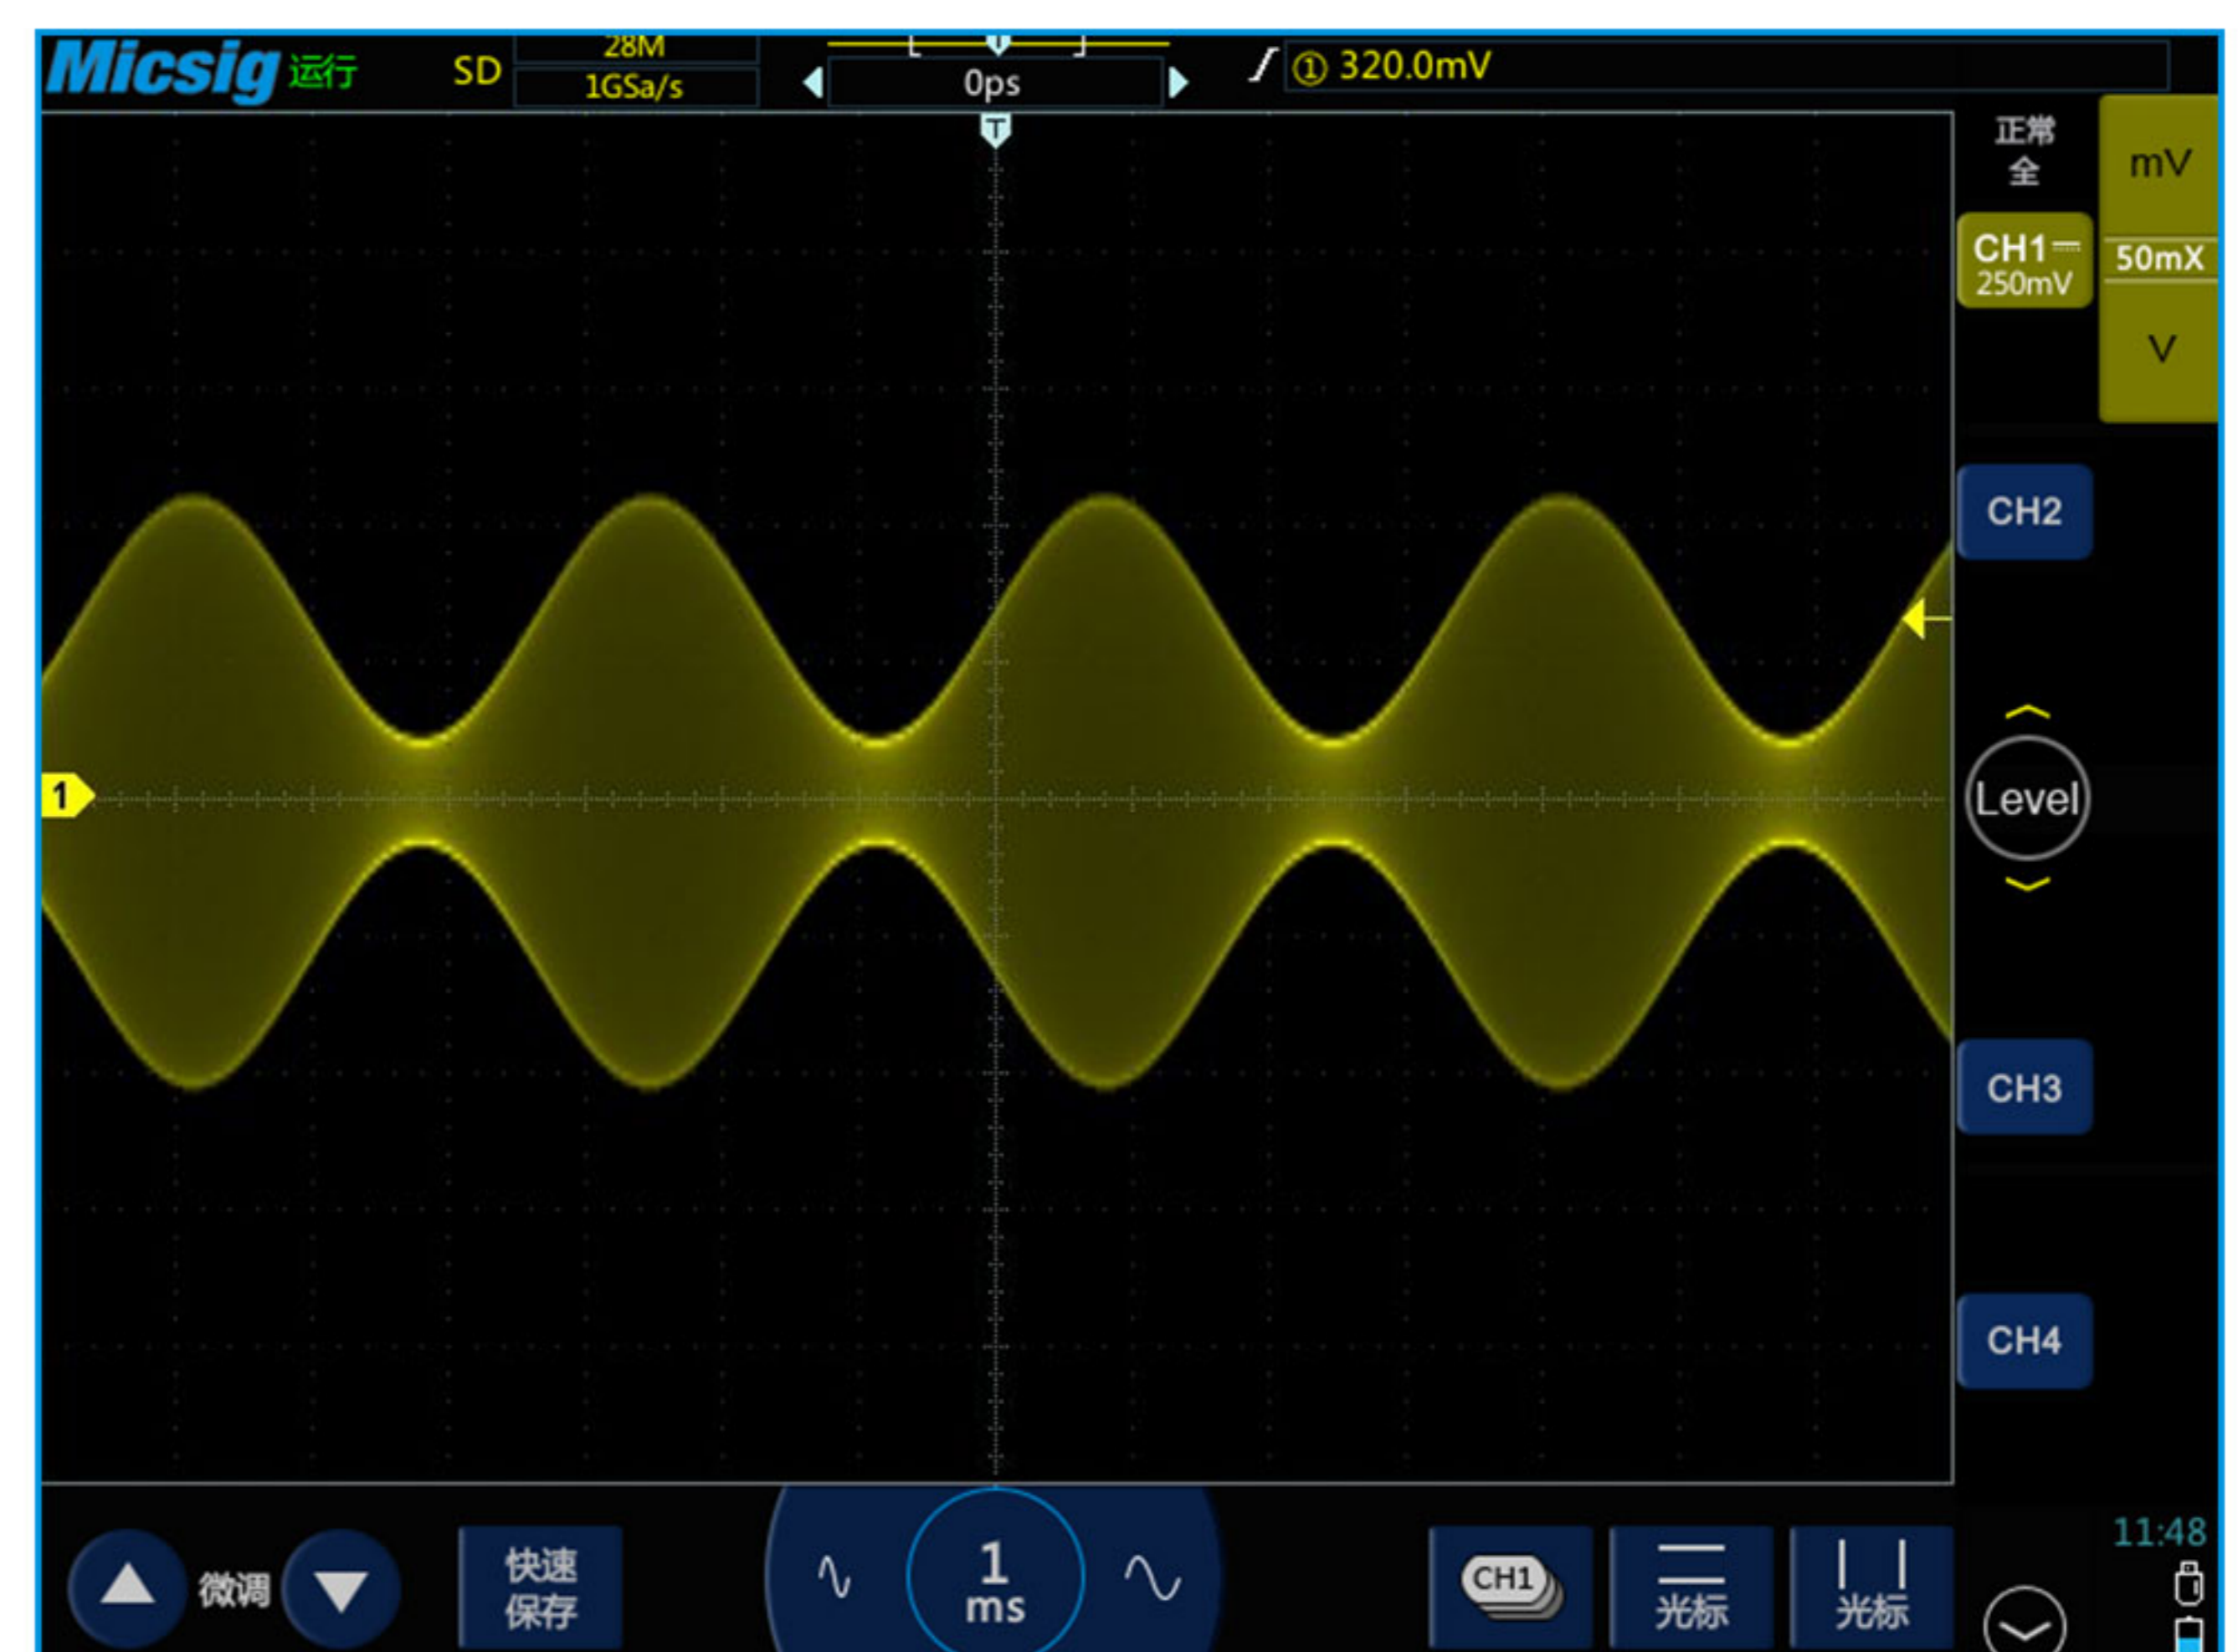 Micsig 运行 SD 28M
1GSa/s
0ps
① 320.0mV
T
正常
全
mV
CH1
250mV
50mX
V
CH2
1
Level
CH3
CH4
微调
快速
保存
1
ms
CH1
光标
光标
11:48